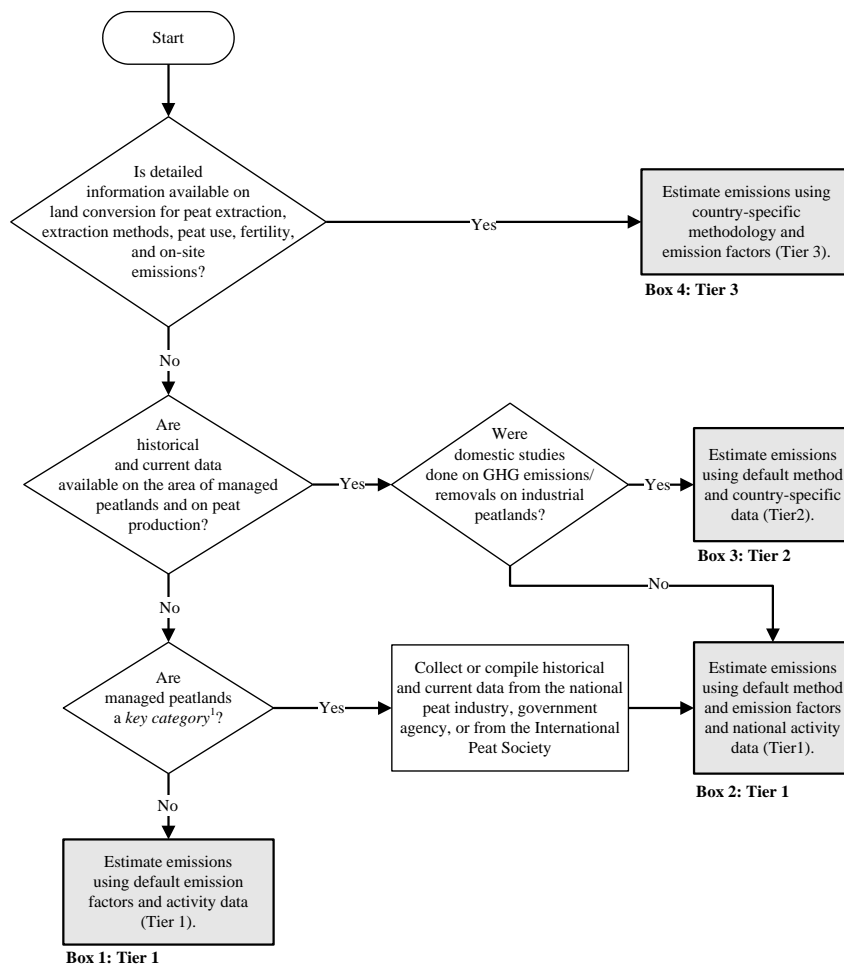 Start
Is detailed
information available on
land conversion for peat extraction,
extraction methods, peat use, fertility,
and on-site
emissions?
Yes
Estimate emissions using
country-specific
methodology and
emission factors (Tier 3).
Box 4: Tier 3
No
Are
historical
and current data
available on the area of managed
peatlands and on peat
production?
Yes
Were
domestic studies
done on GHG emissions/
removals on industrial
peatlands?
Yes
Estimate emissions
using default method
and country-specific
data (Tier2).
Box 3: Tier 2
No
No
Are
managed peatlands
a key category¹?
Yes
Collect or compile historical
and current data from the national
peat industry, government
agency, or from the International
Peat Society
Estimate emissions
using default method
and emission factors
and national activity
data (Tier1).
Box 2: Tier 1
No
Estimate emissions
using default emission
factors and activity data
(Tier 1).
Box 1: Tier 1